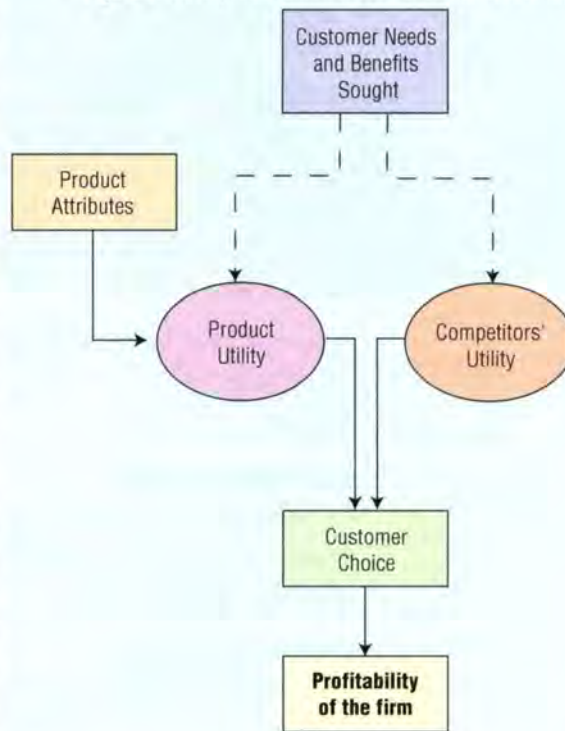 Customer Needs
and Benefits
Sought
Product
Attributes
Product
Utility
Competitors'
Utility
Customer
Choice
Profitability
of the firm